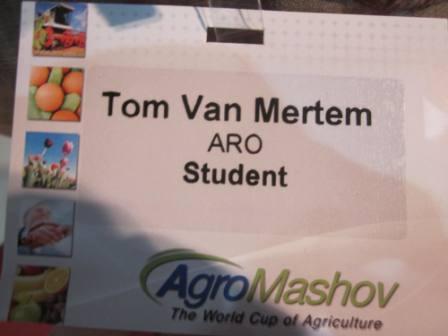 Tom Van Mertem
ARO
Student
AgroMashov
The World Cup of Agriculture